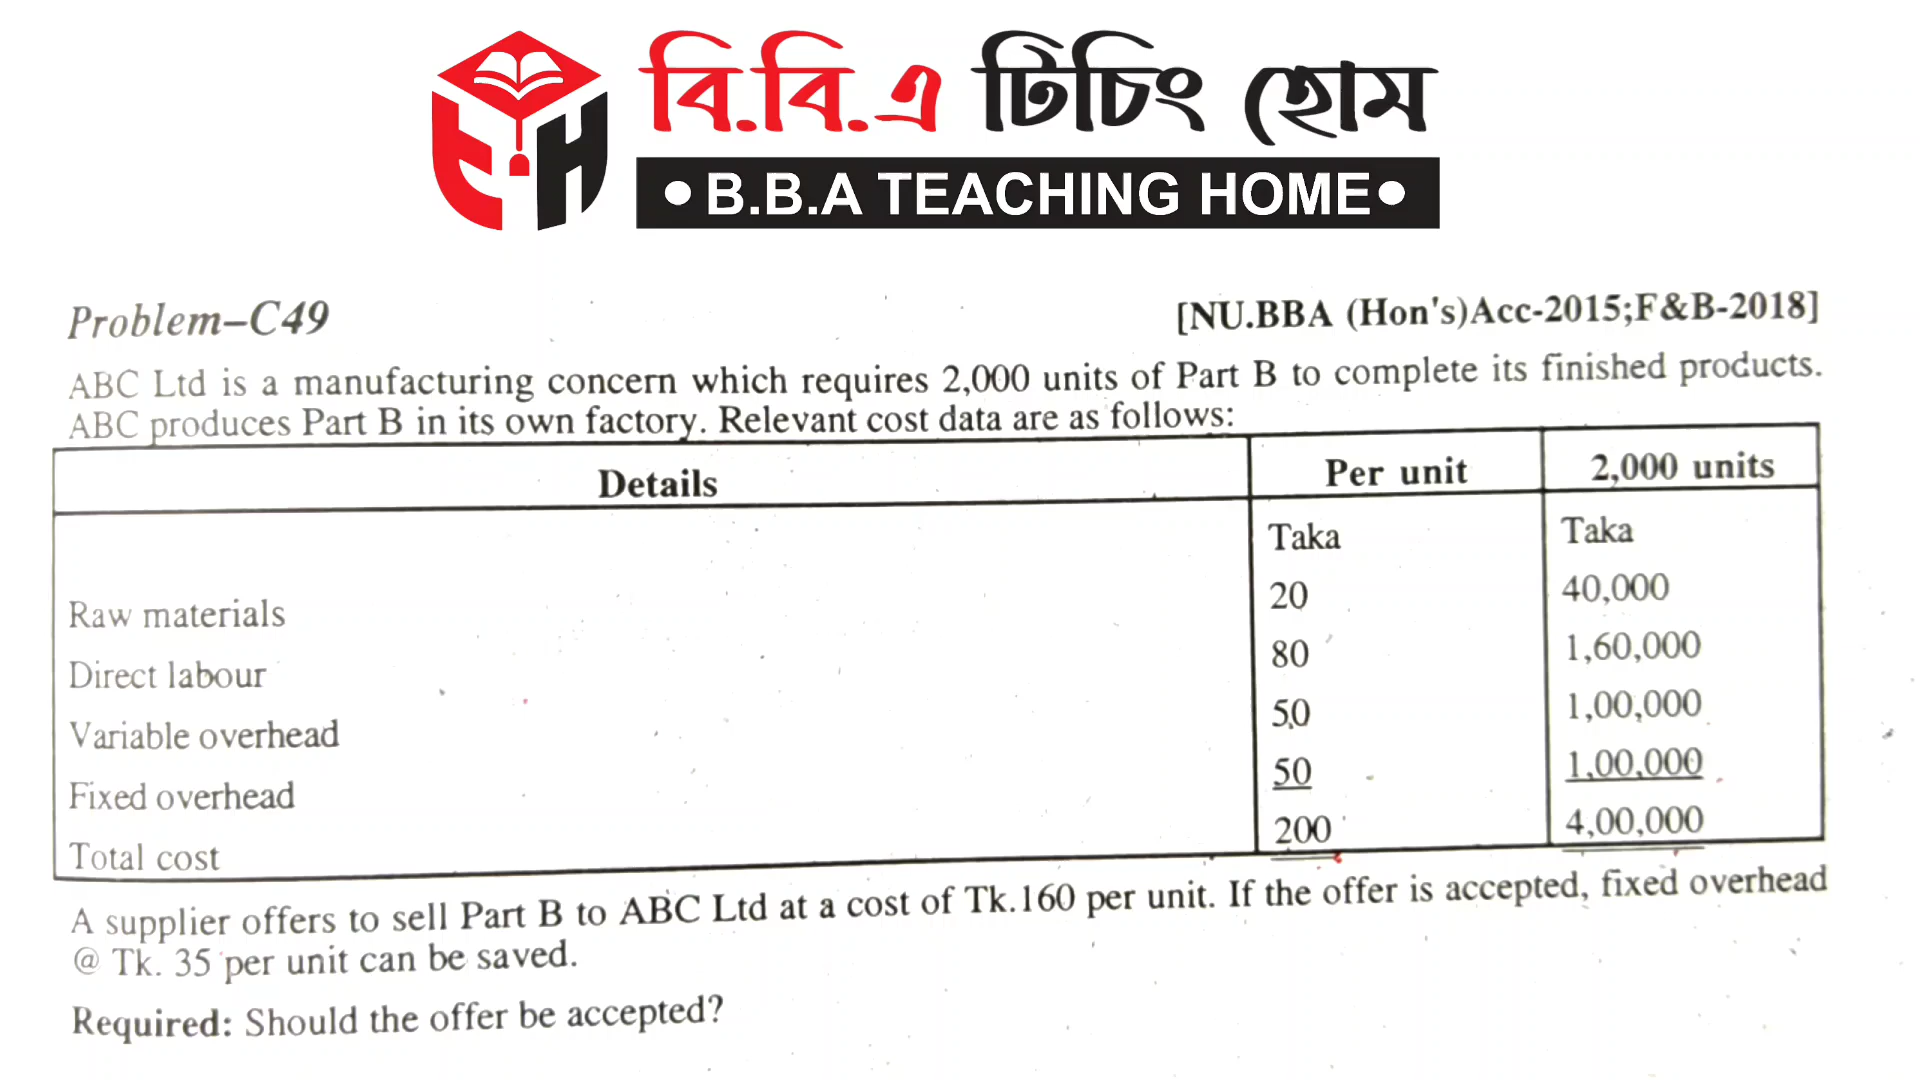 বি.বি.এ টিচিং হোম
•B.B.A TEACHING HOME•
Problem–C49 [NU.BBA (Hon's)Acc-2015;F&B-2018]
ABC Ltd is a manufacturing concern which requires 2,000 units of Part B to complete its finished products.
ABC produces Part B in its own factory. Relevant cost data are as follows:
Details Per unit 2,000 units
Taka Taka
Raw materials 20 40,000
Direct labour 80 1,60,000
Variable overhead 50 1,00,000
Fixed overhead 50 1,00,000
Total cost 200 4,00,000
A supplier offers to sell Part B to ABC Ltd at a cost of Tk.160 per unit. If the offer is accepted, fixed overhead
@ Tk. 35 per unit can be saved.
Required: Should the offer be accepted?